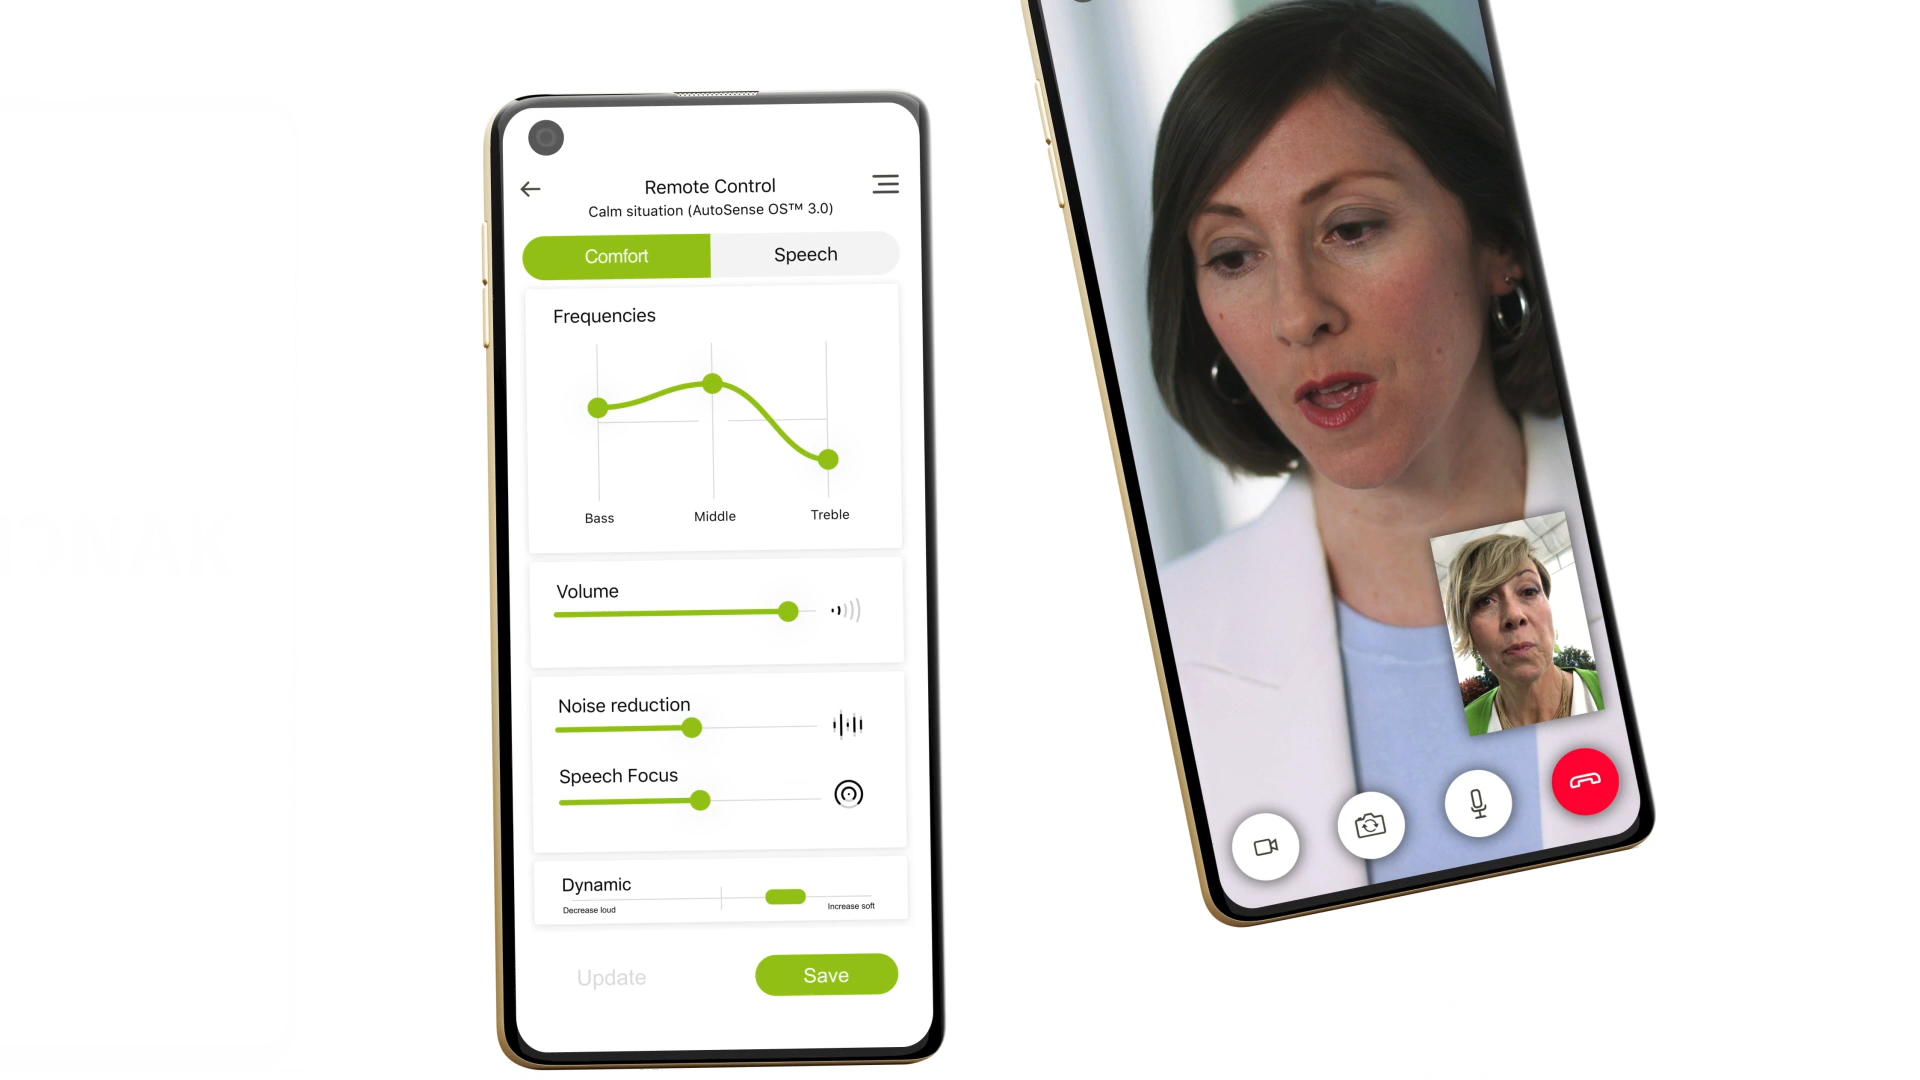 Remote Control
Calm situation (AutoSense OS™ 3.0)
Comfort
Speech
Frequencies
Bass
Middle
Treble
Volume
Noise reduction
Speech Focus
Dynamic
Decrease loud
Increase soft
Update
Save